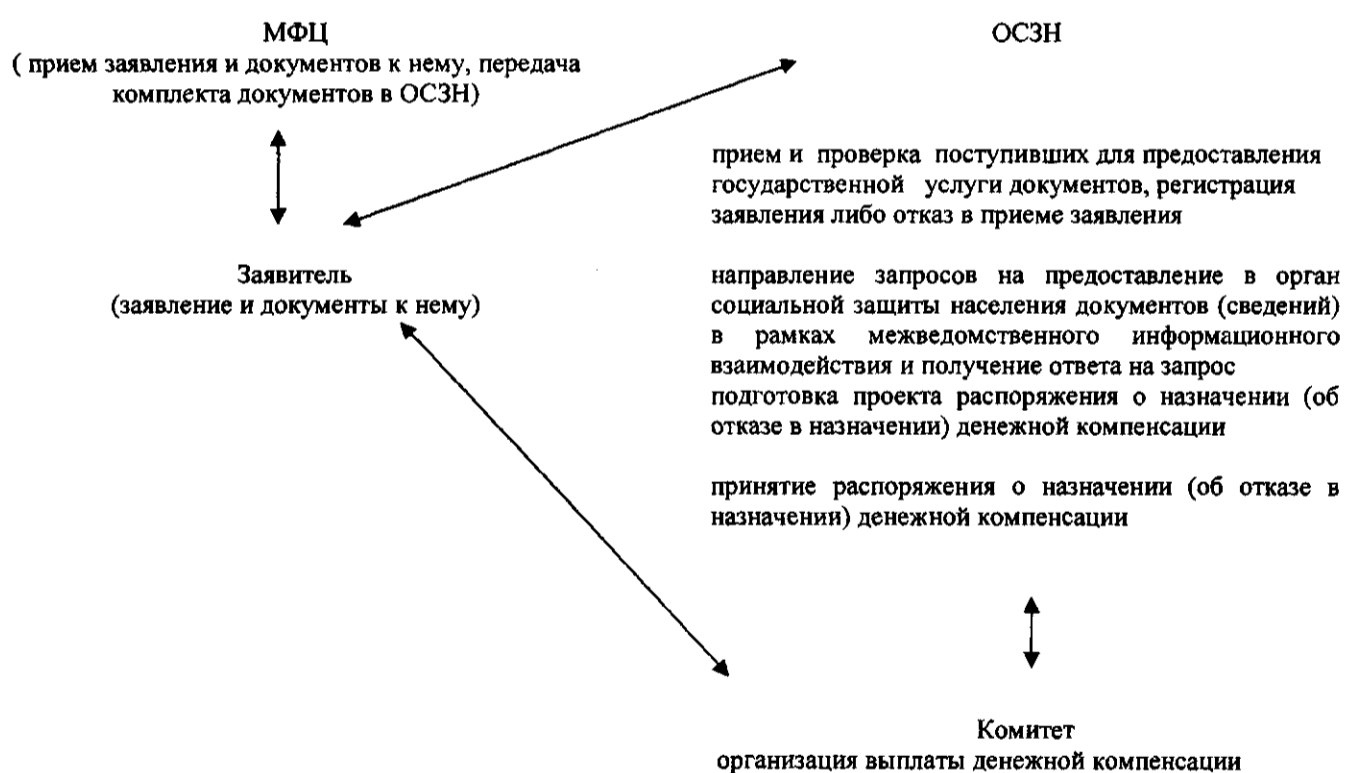 МФЦ
( прием заявления и документов к нему, передача
комплекта документов в ОСЗН)
Заявитель
(заявление и документы к нему)
ОСЗН
прием и проверка поступивших для предоставления
государственной услуги документов, регистрация
заявления либо отказ в приеме заявления
направление запросов на предоставление в орган
социальной защиты населения документов (сведений)
в рамках межведомственного информационного
взаимодействия и получение ответа на запрос
подготовка проекта распоряжения о назначении (об
отказе в назначении) денежной компенсации
принятие распоряжения о назначении (об отказе в
назначении) денежной компенсации
Комитет
организация выплаты денежной компенсации